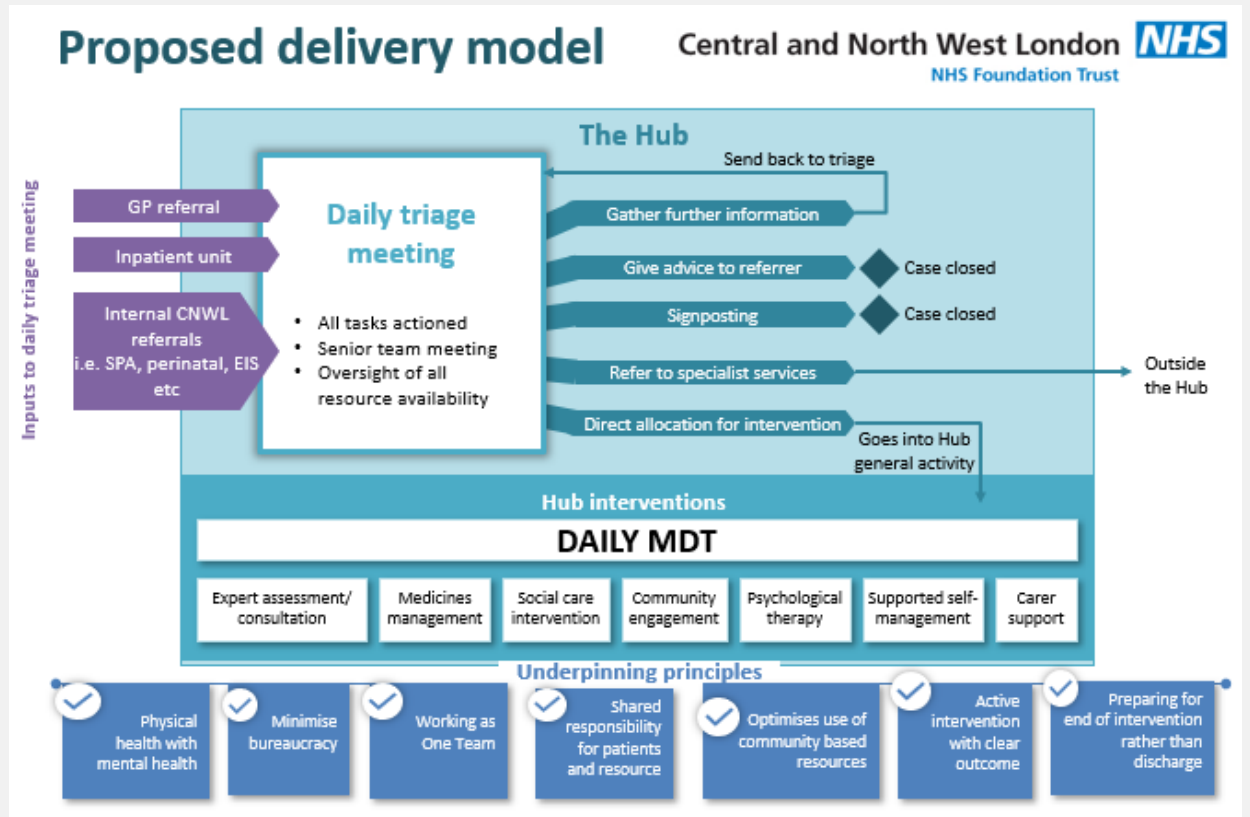 Proposed delivery model
Central and North West London NHS
NHS Foundation Trust
Inputs to daily triage meeting
GP referral
Inpatient unit
Internal CNWL
referrals
i.e. SPA, perinatal, EIS
etc
The Hub
Daily triage
meeting
• All tasks actioned
• Senior team meeting
• Oversight of all
resource availability
Send back to triage
Gather further information
Give advice to referrer
Case closed
Signposting
Case closed
Refer to specialist services
Outside
the Hub
Direct allocation for intervention
Goes into Hub
general activity
Hub interventions
DAILY MDT
Expert assessment/
consultation
Medicines
management
Social care
intervention
Community
engagement
Psychological
therapy
Supported self-
management
Carer
support
Underpinning principles
Physical
health with
mental health
Minimise
bureaucracy
Working as
One Team
Shared
responsibility
for patients
and resource
Optimises use of
community based
resources
Active
intervention
with clear
outcome
Preparing for
end of intervention
rather than
discharge